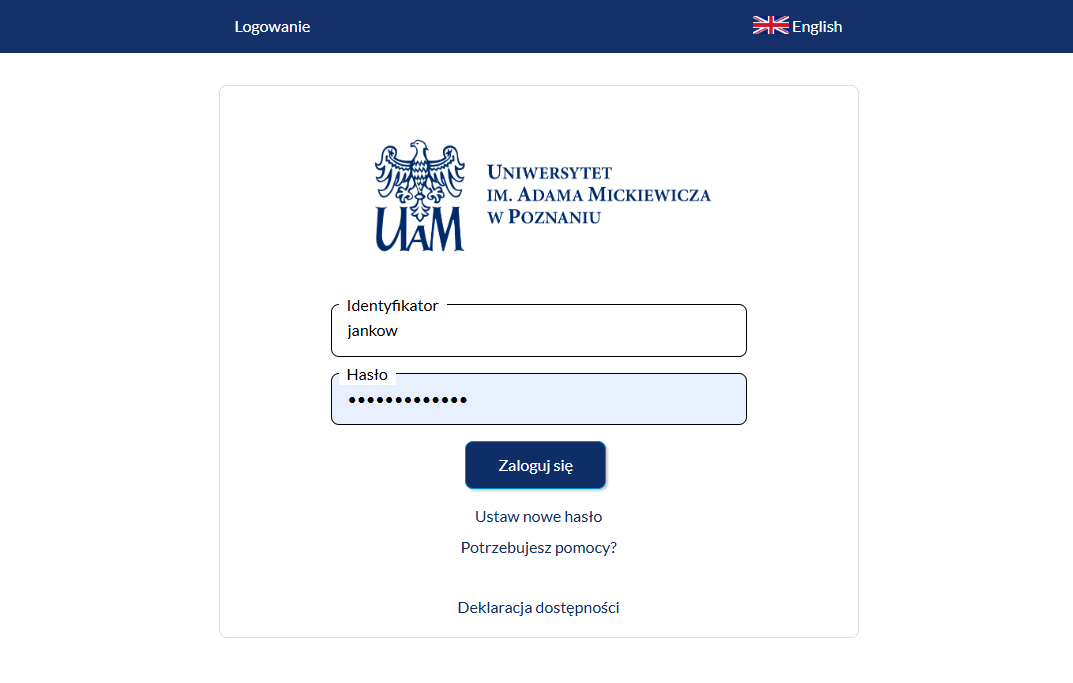 Logowanie
English
UAM
Uniwersytet
im. Adama Mickiewicza
w Poznaniu
Identyfikator
jankow
Hasło
•••••••••••••
Zaloguj się
Ustaw nowe hasło
Potrzebujesz pomocy?
Deklaracja dostępności